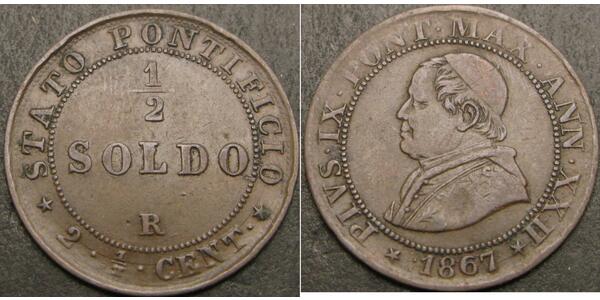 STATO PONTIFICIO
1/2
SOLDO
R
2 · 1/2 · CENT.
PIVS · IX · PONT · MAX · ANN · XXII
1867